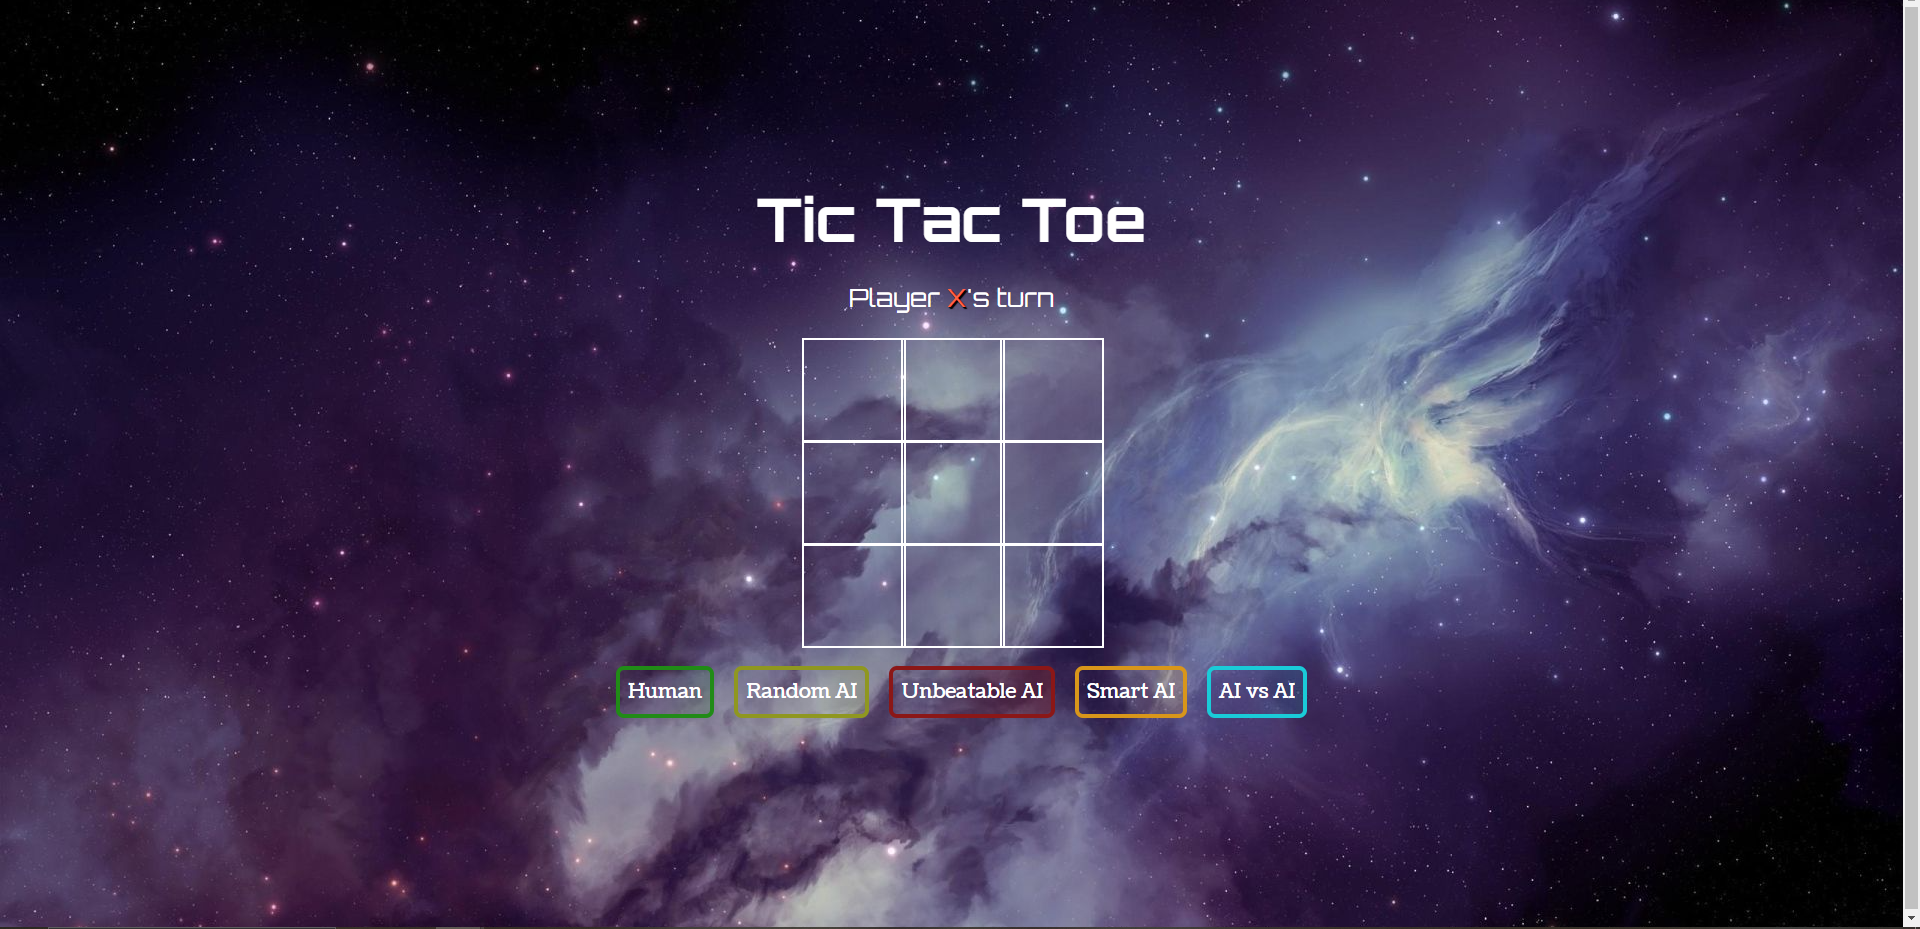 Tic Tac Toe
Player X's turn
Human Random AI Unbeatable AI Smart AI AI vs AI